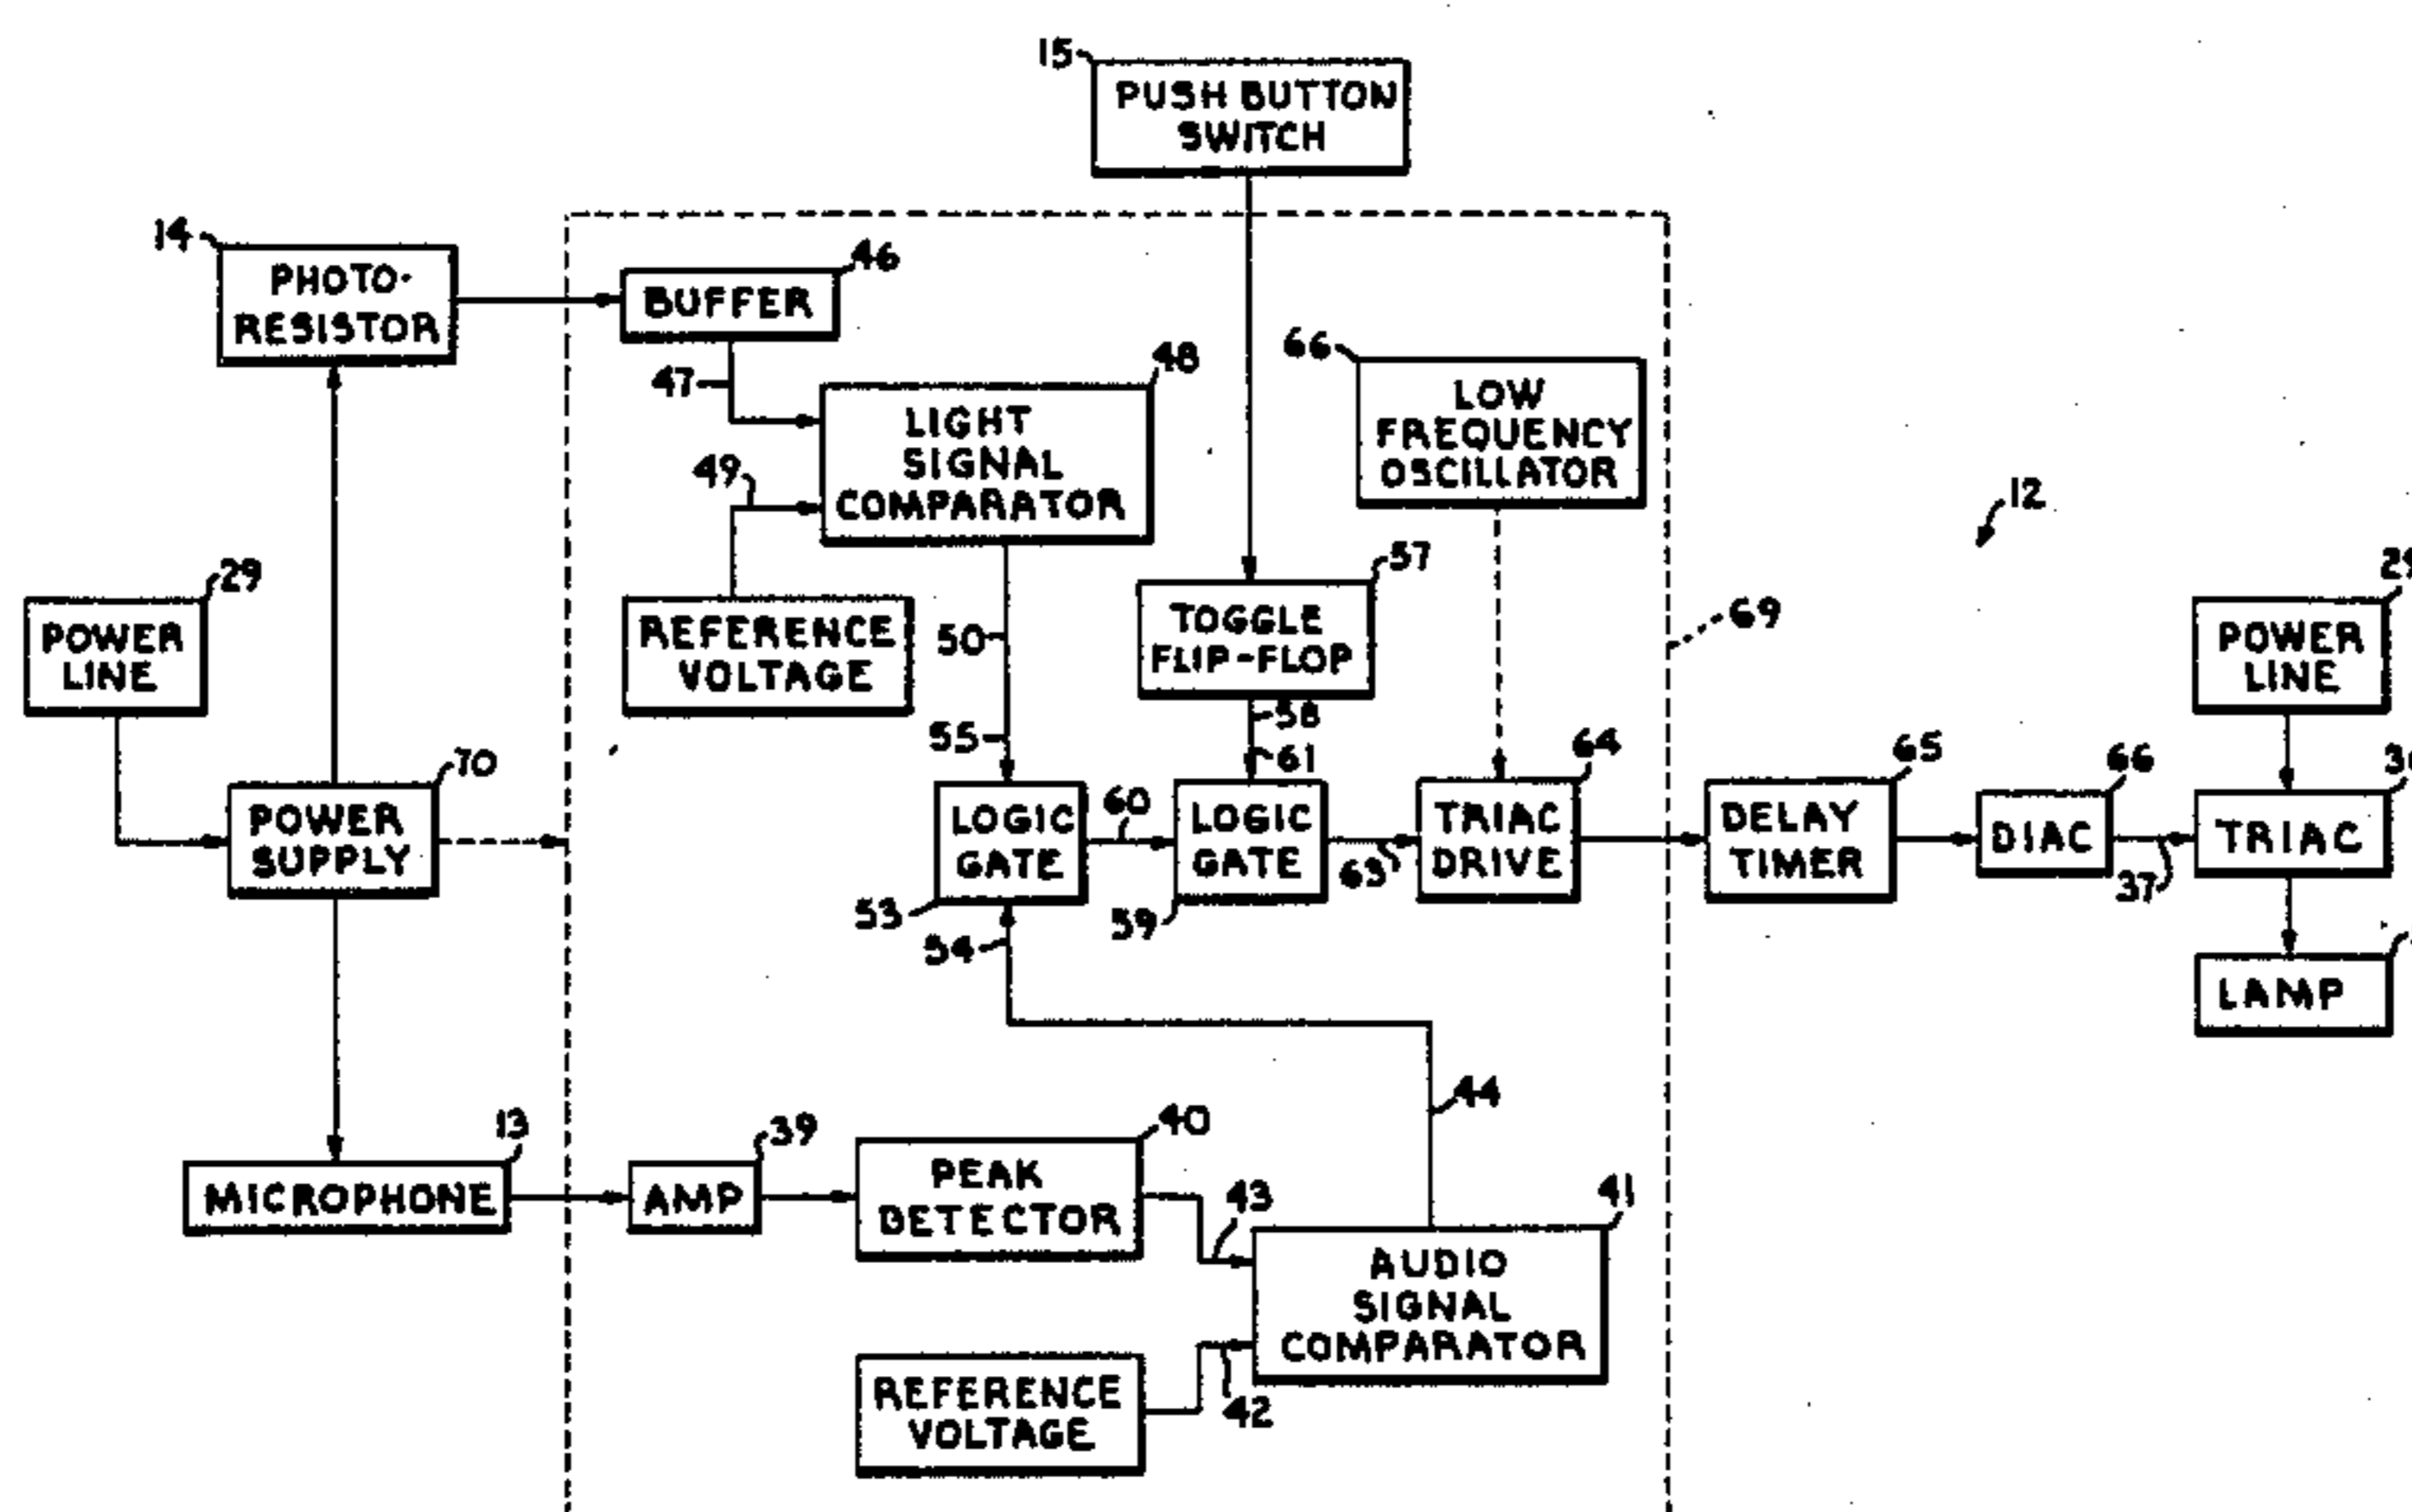 15
PUSH BUTTON
SWITCH
14
PHOTO-
RESISTOR
46
BUFFER
47
48
LIGHT
SIGNAL
COMPARATOR
49
REFERENCE
VOLTAGE
50
55
66
LOW
FREQUENCY
OSCILLATOR
57
TOGGLE
FLIP-FLOP
58
61
12
69
29
POWER
LINE
70
POWER
SUPPLY
53
LOGIC
GATE
54
60
59
LOGIC
GATE
63
64
TRIAC
DRIVE
65
DELAY
TIMER
66
DIAC
37
POWER
LINE
TRIAC
LAMP
13
MICROPHONE
39
AMP
40
PEAK
DETECTOR
43
44
41
AUDIO
SIGNAL
COMPARATOR
REFERENCE
VOLTAGE
42